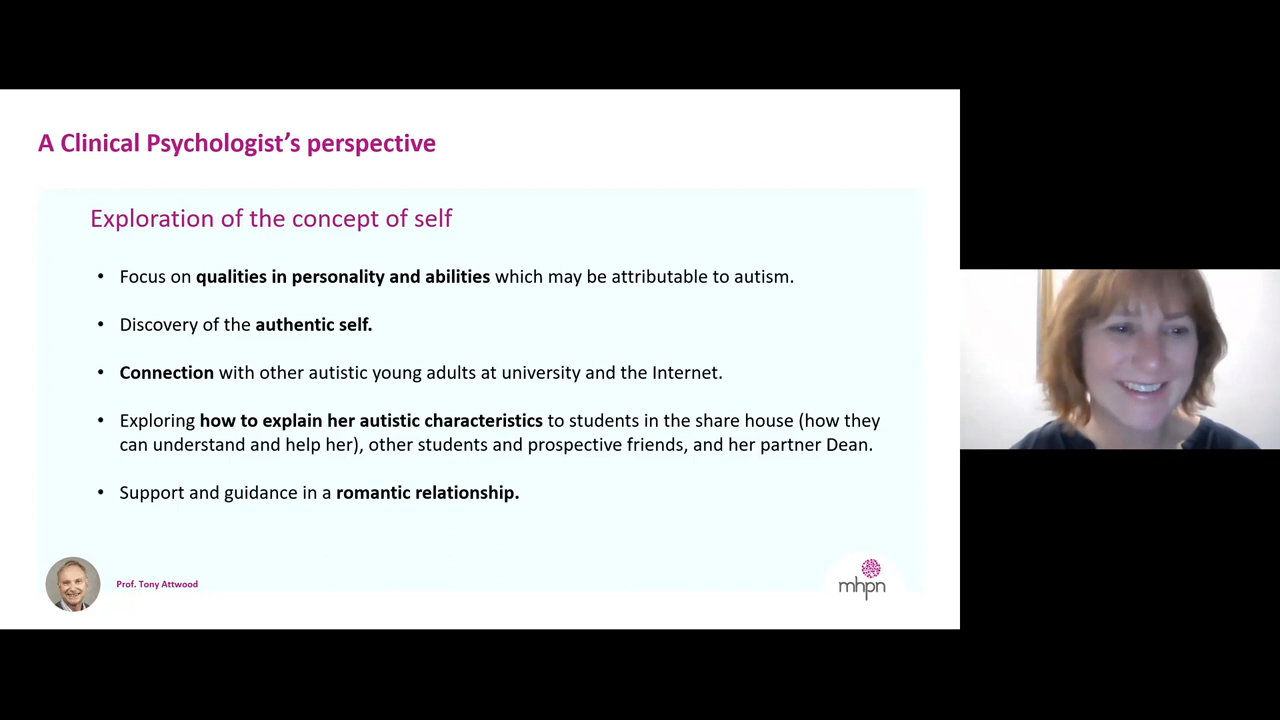 A Clinical Psychologist’s perspective
Exploration of the concept of self
• Focus on qualities in personality and abilities which may be attributable to autism.
• Discovery of the authentic self.
• Connection with other autistic young adults at university and the Internet.
• Exploring how to explain her autistic characteristics to students in the share house (how they
can understand and help her), other students and prospective friends, and her partner Dean.
• Support and guidance in a romantic relationship.
Prof. Tony Attwood
mhpn